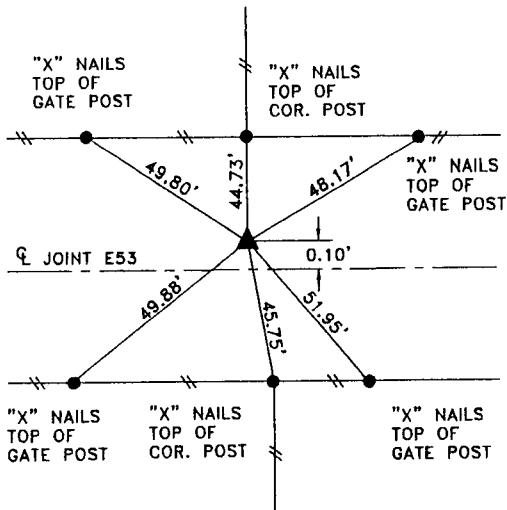 "X" NAILS
TOP OF
GATE POST
"X" NAILS
TOP OF
COR. POST
"X" NAILS
TOP OF
GATE POST
49.80'
44.73'
48.17'
0.10'
℄ JOINT E53
49.88'
45.75'
51.95'
"X" NAILS
TOP OF
GATE POST
"X" NAILS
TOP OF
COR. POST
"X" NAILS
TOP OF
GATE POST